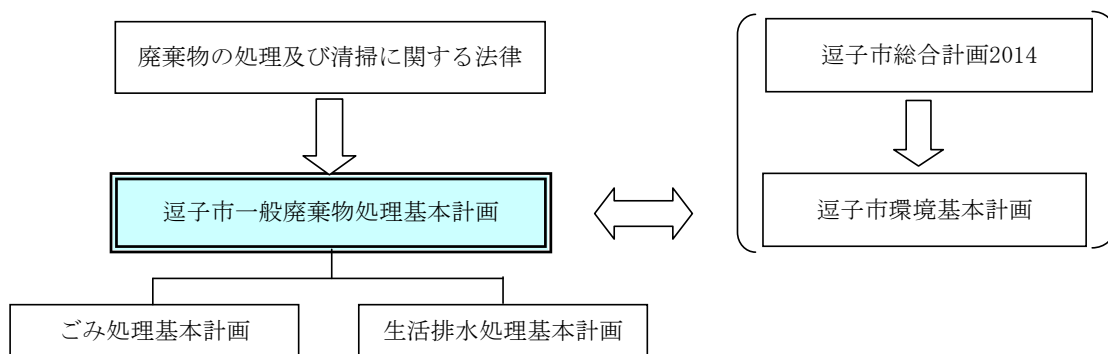 廃棄物の処理及び清掃に関する法律
逗子市総合計画2014
逗子市一般廃棄物処理基本計画
逗子市環境基本計画
ごみ処理基本計画
生活排水処理基本計画